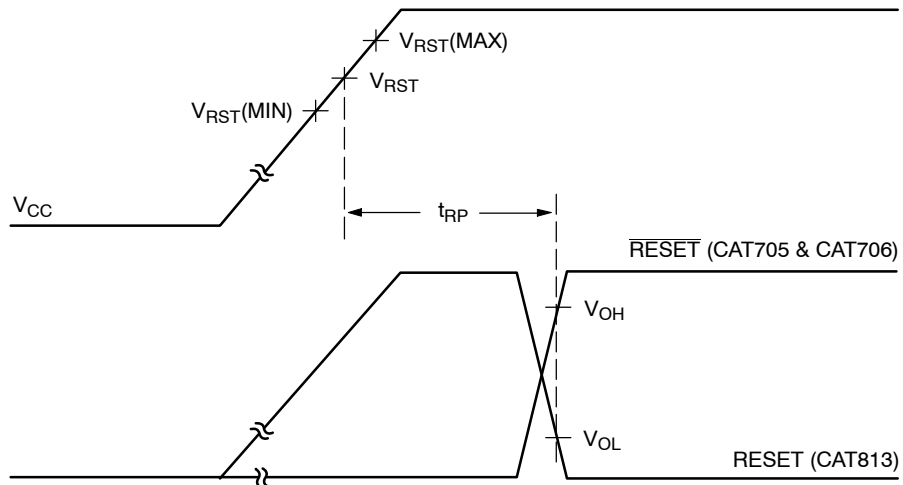 V_RST(MAX)
V_RST
V_RST(MIN)
V_CC
t_RP
RESET (CAT705 & CAT706)
V_OH
V_OL
RESET (CAT813)